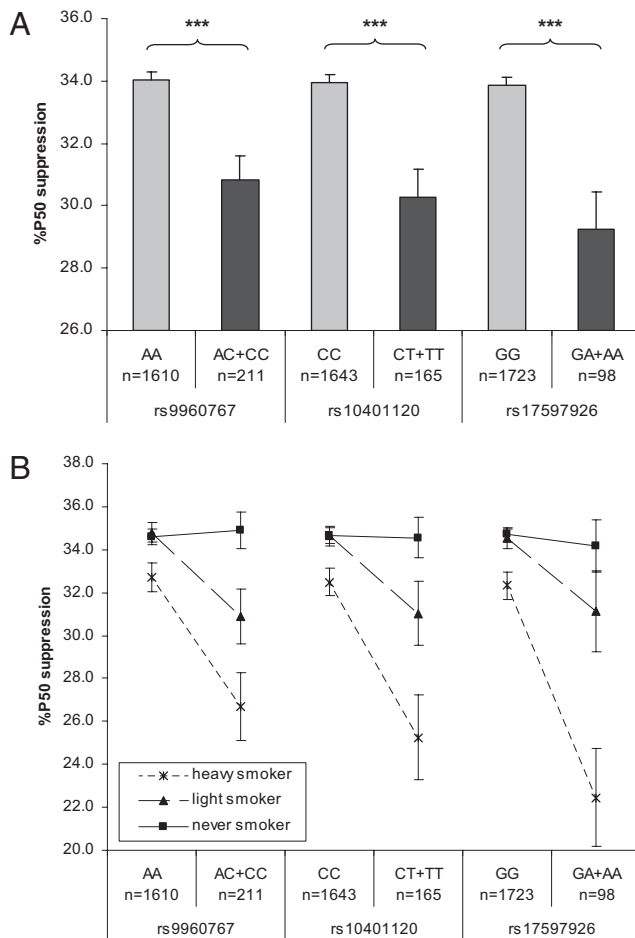 A
*** *** ***
%P50 suppression
36.0
34.0
32.0
30.0
28.0
26.0
AA AC+CC CC CT+TT GG GA+AA
n=1610 n=211 n=1643 n=165 n=1723 n=98
rs9960767 rs10401120 rs17597926
B
%P50 suppression
38.0
36.0
34.0
32.0
30.0
28.0
26.0
24.0
22.0
20.0
heavy smoker
light smoker
never smoker
AA AC+CC CC CT+TT GG GA+AA
n=1610 n=211 n=1643 n=165 n=1723 n=98
rs9960767 rs10401120 rs17597926